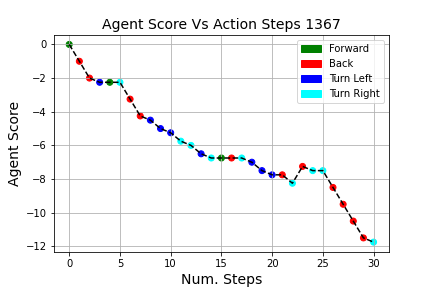 Agent Score Vs Action Steps 1367
Agent Score
0
−2
−4
−6
−8
−10
−12
Forward
Back
Turn Left
Turn Right
0 5 10 15 20 25 30
Num. Steps